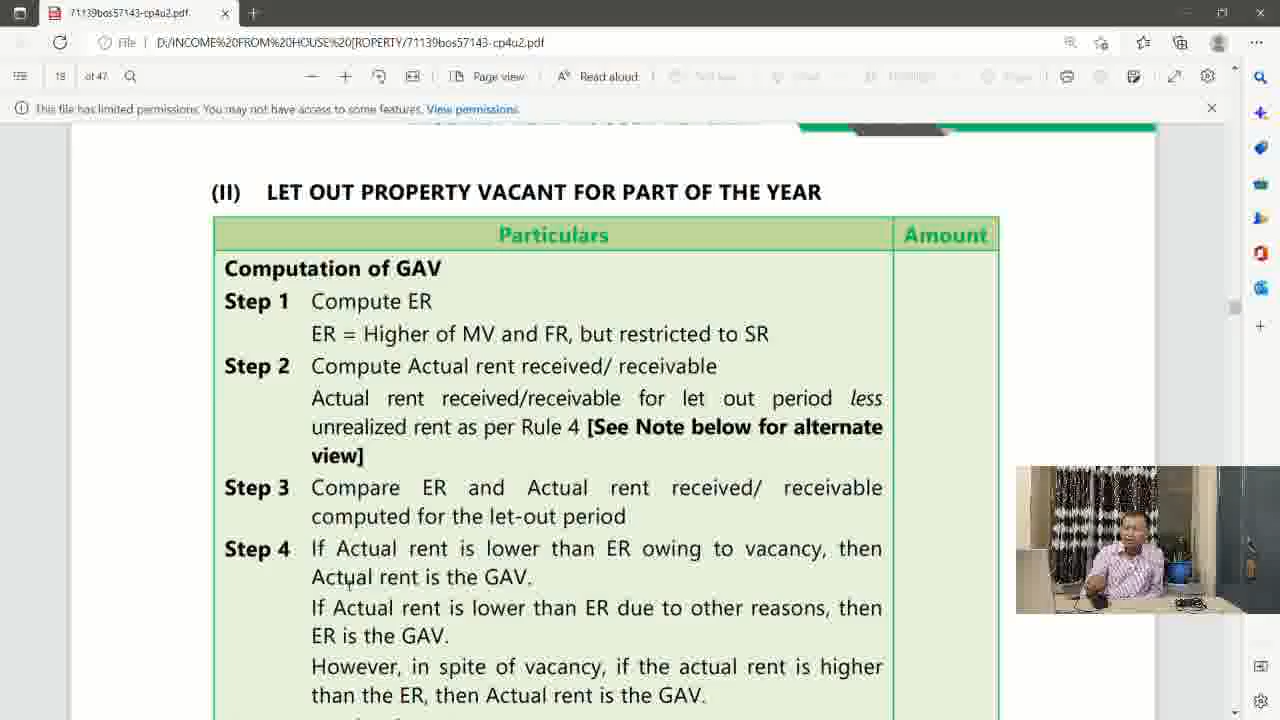 71139bos57143-cp4u2.pdf
File
D:/INCOME%20FROM%20HOUSE%20[ROPERTY/71139bos57143-cp4u2.pdf
18 of 47
Page view
Read aloud
This file has limited permissions. You may not have access to some features. View permissions
(II) LET OUT PROPERTY VACANT FOR PART OF THE YEAR
Particulars Amount
Computation of GAV
Step 1 Compute ER
ER = Higher of MV and FR, but restricted to SR
Step 2 Compute Actual rent received/ receivable
Actual rent received/receivable for let out period less
unrealized rent as per Rule 4 [See Note below for alternate
view]
Step 3 Compare ER and Actual rent received/ receivable
computed for the let-out period
Step 4 If Actual rent is lower than ER owing to vacancy, then
Actual rent is the GAV.
If Actual rent is lower than ER due to other reasons, then
ER is the GAV.
However, in spite of vacancy, if the actual rent is higher
than the ER, then Actual rent is the GAV.